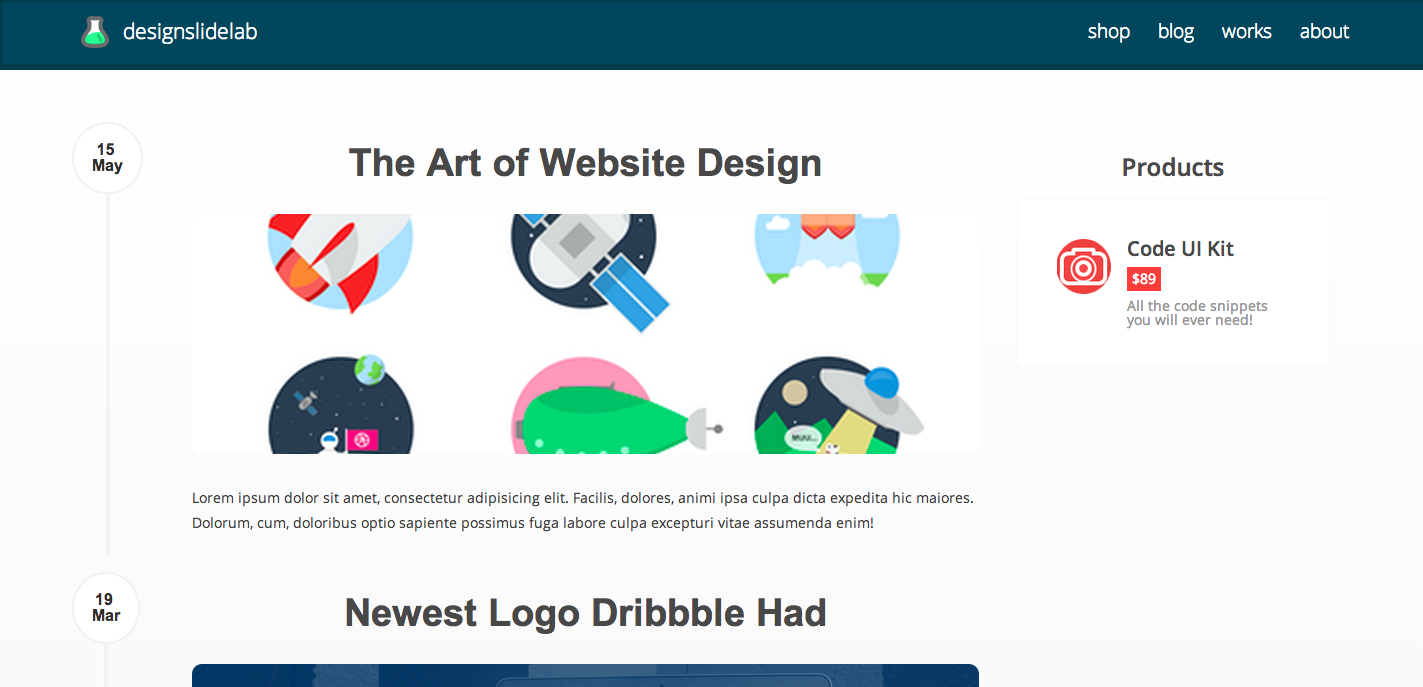 designslidelab
shop blog works about
15
May
The Art of Website Design
MUU...
Lorem ipsum dolor sit amet, consectetur adipisicing elit. Facilis, dolores, animi ipsa culpa dicta expedita hic maiores.
Dolorum, cum, doloribus optio sapiente possimus fuga labore culpa excepturi vitae assumenda enim!
19
Mar
Newest Logo Dribbble Had
Products
Code UI Kit
$89
All the code snippets
you will ever need!